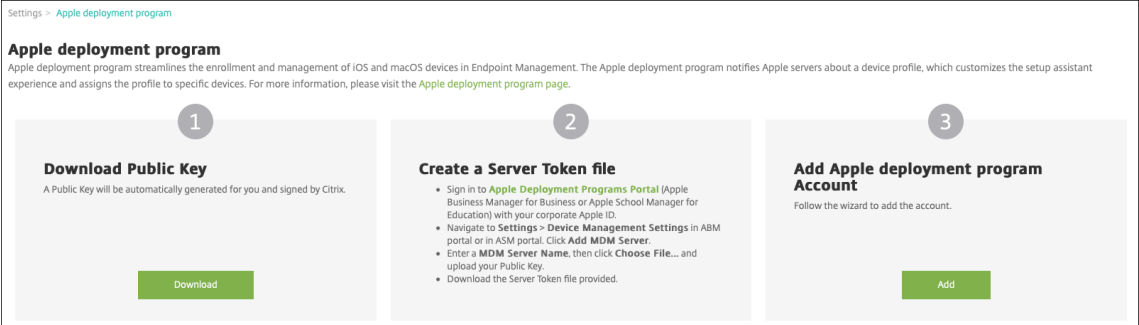 Settings > Apple deployment program
Apple deployment program
Apple deployment program streamlines the enrollment and management of iOS and macOS devices in Endpoint Management. The Apple deployment program notifies Apple servers about a device profile, which customizes the setup assistant
experience and assigns the profile to specific devices. For more information, please visit the Apple deployment program page.
1
Download Public Key
A Public Key will be automatically generated for you and signed by Citrix.
Download
2
Create a Server Token file
• Sign in to Apple Deployment Programs Portal (Apple
Business Manager for Business or Apple School Manager for
Education) with your corporate Apple ID.
• Navigate to Settings > Device Management Settings in ABM
portal or in ASM portal. Click Add MDM Server.
• Enter a MDM Server Name, then click Choose File... and
upload your Public Key.
• Download the Server Token file provided.
3
Add Apple deployment program
Account
Follow the wizard to add the account.
Add